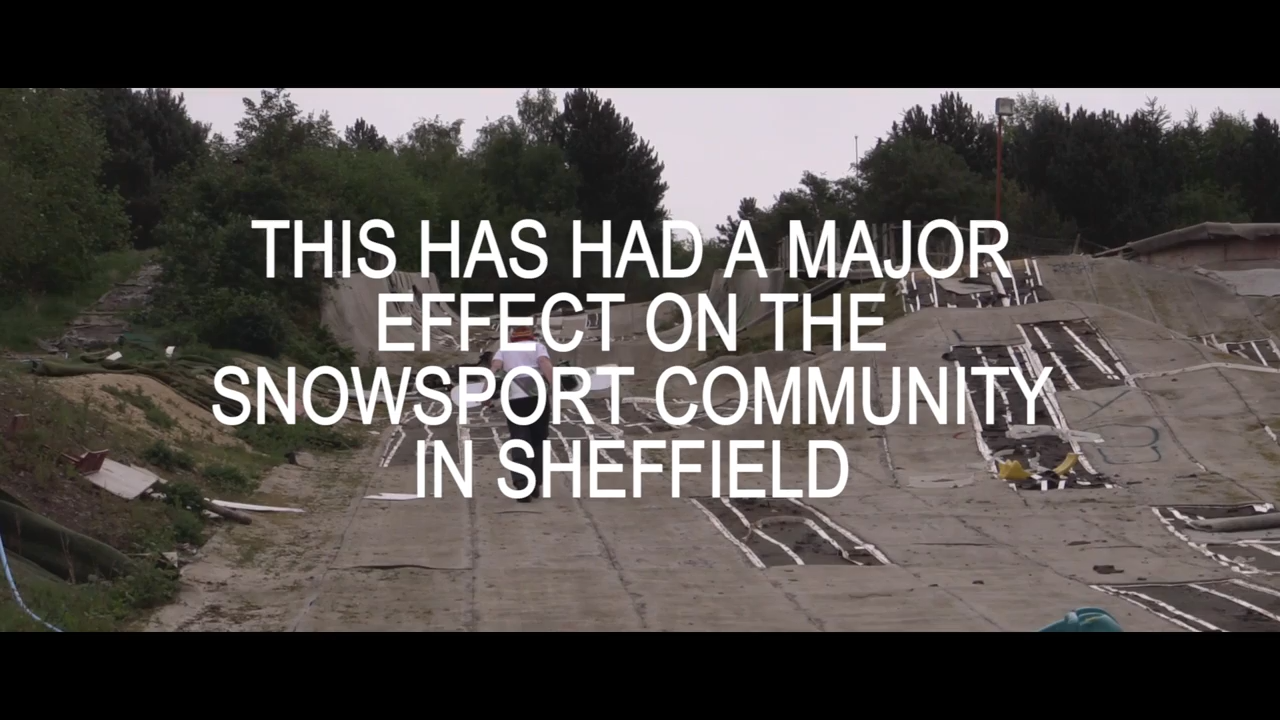 THIS HAS HAD A MAJOR
EFFECT ON THE
SNOWSPORT COMMUNITY
IN SHEFFIELD